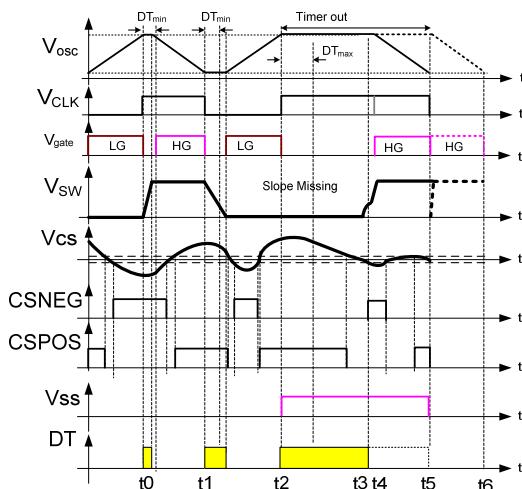 DTmin
DTmin
Timer out
Vosc
DTmax
t
VCLK
t
Vgate
LG
HG
LG
HG
HG
t
VSW
Slope Missing
t
Vcs
t
CSNEG
t
CSPOS
t
Vss
t
DT
t
t0
t1
t2
t3
t4
t5
t6